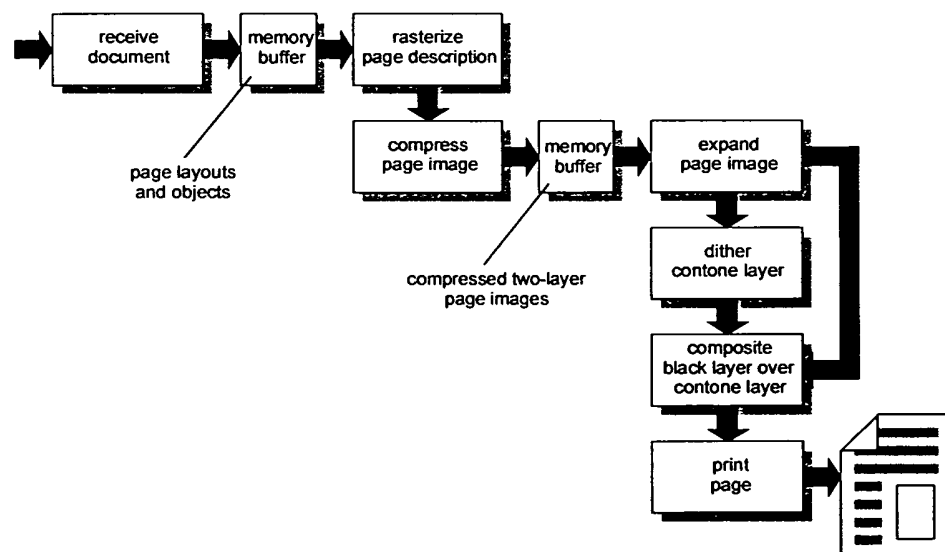 receive
document
memory
buffer
rasterize
page description
page layouts
and objects
compress
page image
memory
buffer
expand
page image
compressed two-layer
page images
dither
contone layer
composite
black layer over
contone layer
print
page